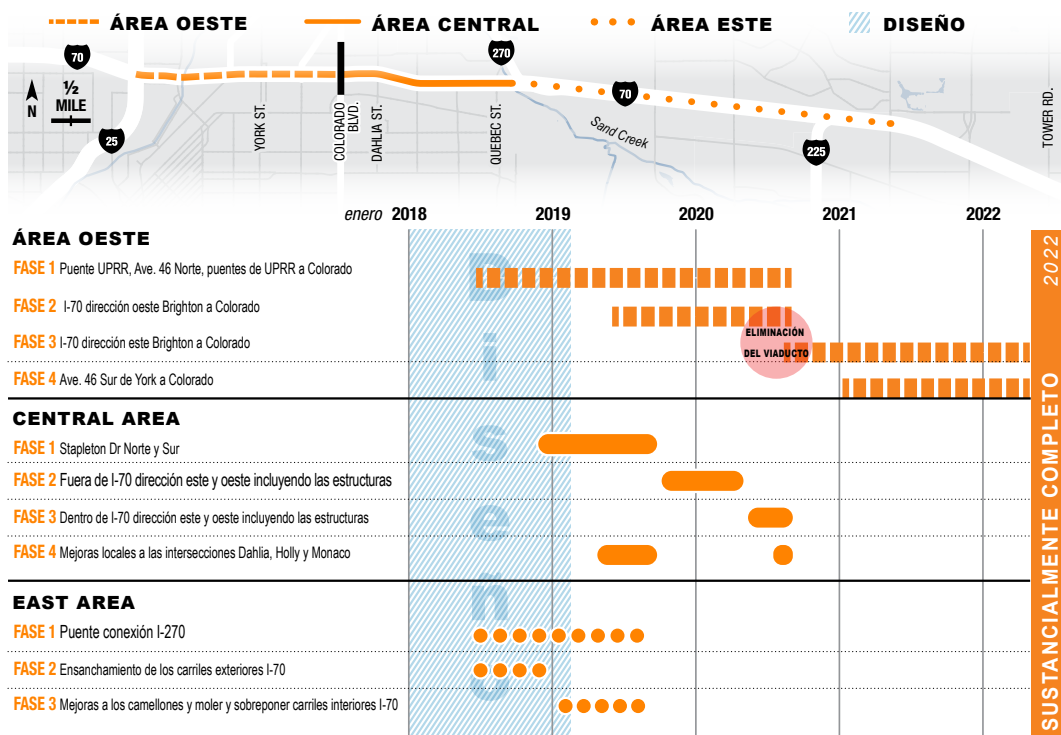 ÁREA OESTE
ÁREA CENTRAL
ÁREA ESTE
DISEÑO
70
270
N
½
MILE
70
25
YORK ST.
COLORADO
BLVD.
DAHLIA ST.
QUEBEC ST.
Sand Creek
225
TOWER RD.
enero 2018 2019 2020 2021 2022
ÁREA OESTE
FASE 1 Puente UPRR, Ave. 46 Norte, puentes de UPRR a Colorado
FASE 2 I-70 dirección oeste Brighton a Colorado
FASE 3 I-70 dirección este Brighton a Colorado
FASE 4 Ave. 46 Sur de York a Colorado
ELIMINACIÓN
DEL VIADUCTO
CENTRAL AREA
FASE 1 Stapleton Dr Norte y Sur
FASE 2 Fuera de I-70 dirección este y oeste incluyendo las estructuras
FASE 3 Dentro de I-70 dirección este y oeste incluyendo las estructuras
FASE 4 Mejoras locales a las intersecciones Dahlia, Holly y Monaco
EAST AREA
FASE 1 Puente conexión I-270
FASE 2 Ensanchamiento de los carriles exteriores I-70
FASE 3 Mejoras a los camellones y moler y sobreponer carriles interiores I-70
Diseño
SUSTANCIALMENTE COMPLETO 2022